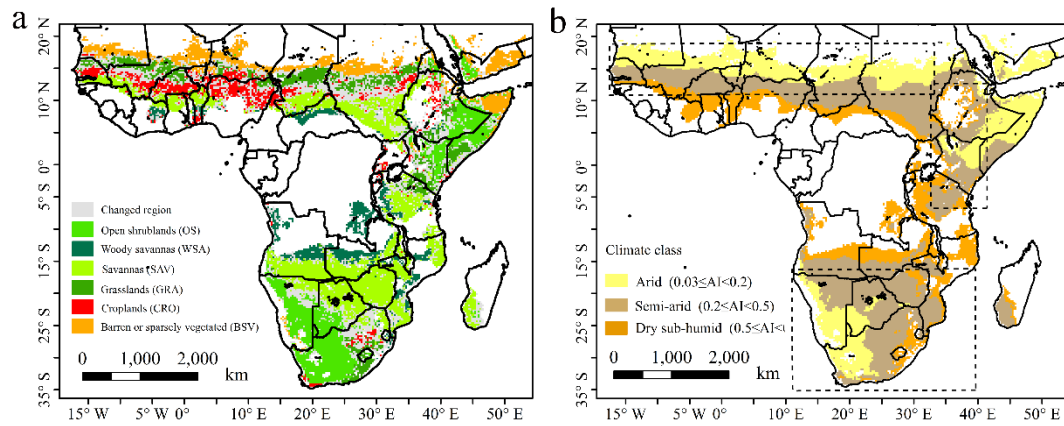 a
20°N
10°N
0°
5°S
15°S
25°S
35°S
Changed region
Open shrublands (OS)
Woody savannas (WSA)
Savannas (SAV)
Grasslands (GRA)
Croplands (CRO)
Barren or sparsely vegetated (BSV)
0 1,000 2,000
km
15° W 5° W 0° 10° E 20° E 30° E 40° E 50° E
b
20°N
10°N
0°
5°S
15°S
25°S
35°S
Climate class
Arid (0.03≤AI<0.2)
Semi-arid (0.2≤AI<0.5)
Dry sub-humid (0.5≤AI<
0 1,000 2,000
km
15° W 5° W 0° 10° E 20° E 30° E 40° E 50° E